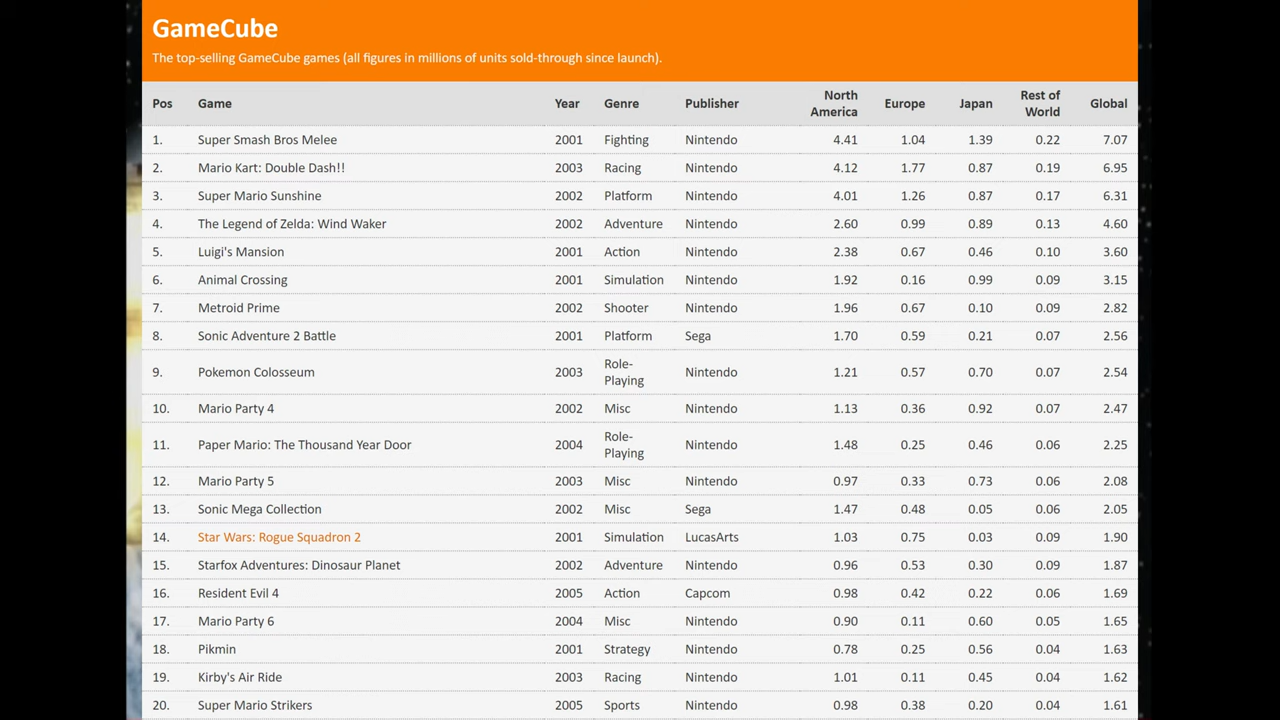 GameCube
The top-selling GameCube games (all figures in millions of units sold-through since launch).
Pos Game Year Genre Publisher North America Europe Japan Rest of World Global
1. Super Smash Bros Melee 2001 Fighting Nintendo 4.41 1.04 1.39 0.22 7.07
2. Mario Kart: Double Dash!! 2003 Racing Nintendo 4.12 1.77 0.87 0.19 6.95
3. Super Mario Sunshine 2002 Platform Nintendo 4.01 1.26 0.87 0.17 6.31
4. The Legend of Zelda: Wind Waker 2002 Adventure Nintendo 2.60 0.99 0.89 0.13 4.60
5. Luigi's Mansion 2001 Action Nintendo 2.38 0.67 0.46 0.10 3.60
6. Animal Crossing 2001 Simulation Nintendo 1.92 0.16 0.99 0.09 3.15
7. Metroid Prime 2002 Shooter Nintendo 1.96 0.67 0.10 0.09 2.82
8. Sonic Adventure 2 Battle 2001 Platform Sega 1.70 0.59 0.21 0.07 2.56
9. Pokemon Colosseum 2003 Role-Playing Nintendo 1.21 0.57 0.70 0.07 2.54
10. Mario Party 4 2002 Misc Nintendo 1.13 0.36 0.92 0.07 2.47
11. Paper Mario: The Thousand Year Door 2004 Role-Playing Nintendo 1.48 0.25 0.46 0.06 2.25
12. Mario Party 5 2003 Misc Nintendo 0.97 0.33 0.73 0.06 2.08
13. Sonic Mega Collection 2002 Misc Sega 1.47 0.48 0.05 0.06 2.05
14. Star Wars: Rogue Squadron 2 2001 Simulation LucasArts 1.03 0.75 0.03 0.09 1.90
15. Starfox Adventures: Dinosaur Planet 2002 Adventure Nintendo 0.96 0.53 0.30 0.09 1.87
16. Resident Evil 4 2005 Action Capcom 0.98 0.42 0.22 0.06 1.69
17. Mario Party 6 2004 Misc Nintendo 0.90 0.11 0.60 0.05 1.65
18. Pikmin 2001 Strategy Nintendo 0.78 0.25 0.56 0.04 1.63
19. Kirby's Air Ride 2003 Racing Nintendo 1.01 0.11 0.45 0.04 1.62
20. Super Mario Strikers 2005 Sports Nintendo 0.98 0.38 0.20 0.04 1.61